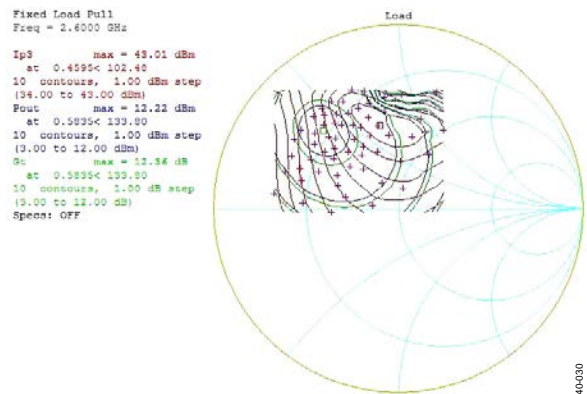 Fixed Load Pull
Freq = 2.6000 GHz
Load
Ip3 max = 43.01 dBm
at 0.4595< 102.48
10 contours, 1.00 dBm step
(34.00 to 43.00 dBm)
Pout max = 12.22 dBm
at 0.5835< 133.80
10 contours, 1.00 dBm step
(3.00 to 12.00 dBm)
Gt max = 12.36 dB
at 0.5835< 133.80
10 contours, 1.00 dB step
(3.00 to 12.00 dB)
Specs: OFF
40-030